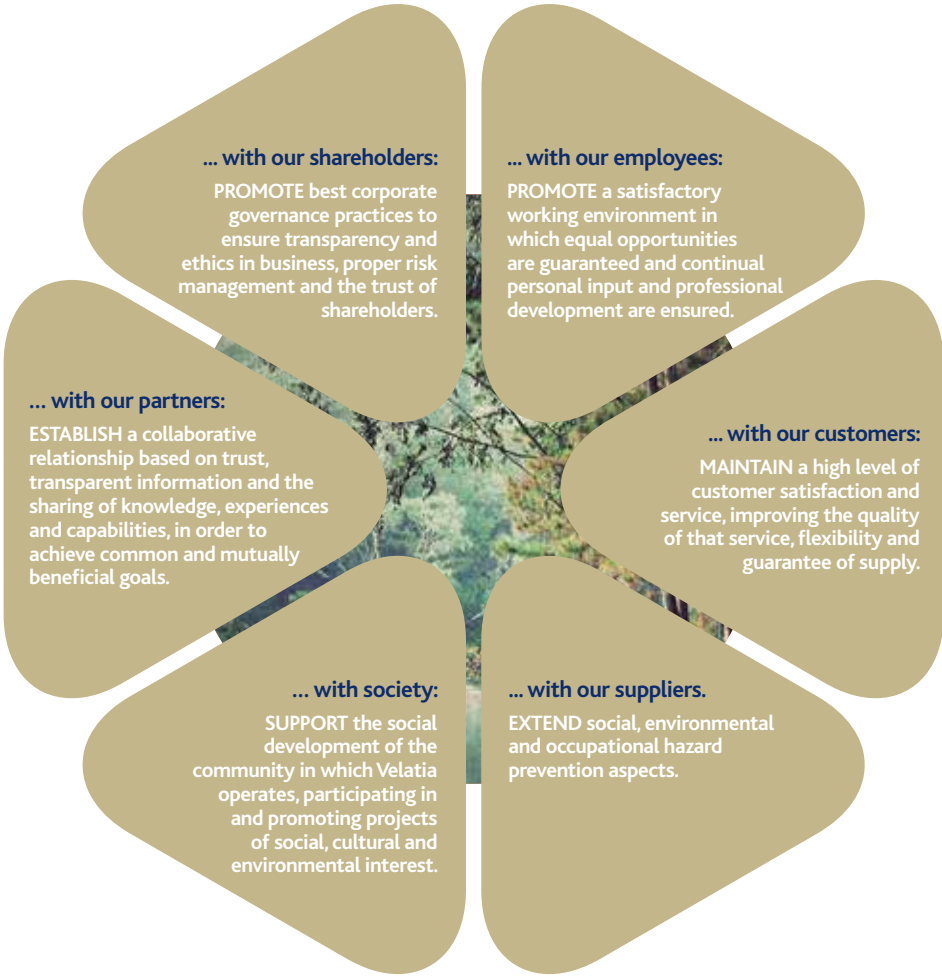 ... with our shareholders:
PROMOTE best corporate
governance practices to
ensure transparency and
ethics in business, proper risk
management and the trust of
shareholders.
... with our employees:
PROMOTE a satisfactory
working environment in
which equal opportunities
are guaranteed and continual
personal input and professional
development are ensured.
... with our partners:
ESTABLISH a collaborative
relationship based on trust,
transparent information and the
sharing of knowledge, experiences
and capabilities, in order to
achieve common and mutually
beneficial goals.
... with our customers:
MAINTAIN a high level of
customer satisfaction and
service, improving the quality
of that service, flexibility and
guarantee of supply.
... with society:
SUPPORT the social
development of the
community in which Velatia
operates, participating in
and promoting projects
of social, cultural and
environmental interest.
... with our suppliers.
EXTEND social, environmental
and occupational hazard
prevention aspects.